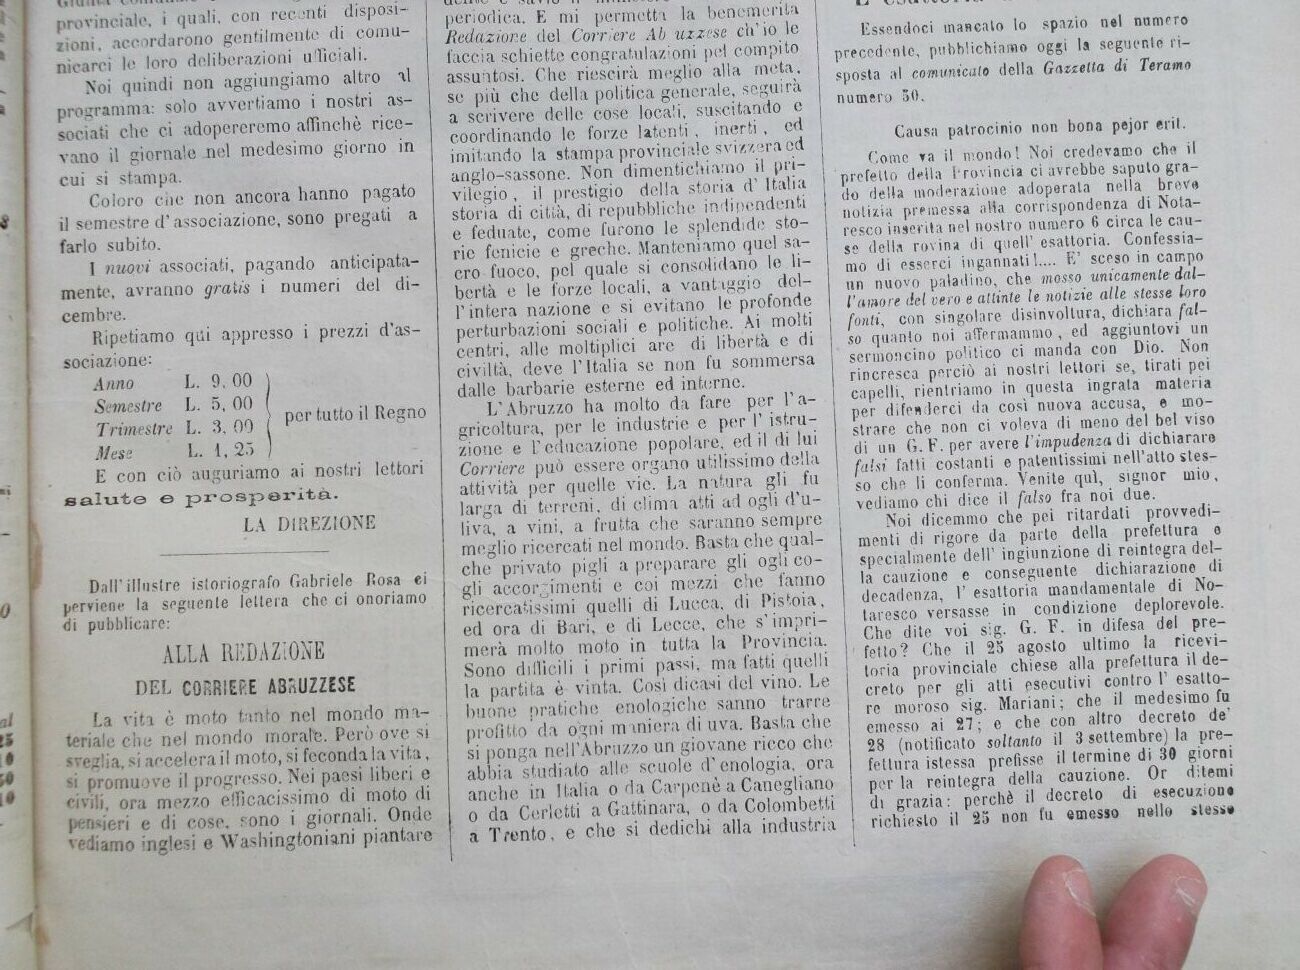 provinciale, i quali, con recenti disposi-
zioni, accordarono gentilmente di comu-
nicarci le loro deliberazioni ufficiali.
Noi quindi non aggiungiamo altro al
programma: solo avvertiamo i nostri as-
sociati che ci adopereremo affinchè rice-
vano il giornale nel medesimo giorno in
cui si stampa.
Coloro che non ancora hanno pagato
il semestre d'associazione, sono pregati a
farlo subito.
I nuovi associati, pagando anticipata-
mente, avranno gratis i numeri del di-
cembre.
Ripetiamo qui appresso i prezzi d'as-
sociazione:
Anno L. 9, 00
Semestre L. 5, 00
Trimestre L. 3, 00
Mese L. 1, 25
per tutto il Regno
E con ciò auguriamo ai nostri lettori
salute e prosperità.
LA DIREZIONE
Dall'illustre istoriografo Gabriele Rosa ci
perviene la seguente lettera che ci onoriamo
di pubblicare:
ALLA REDAZIONE
DEL CORRIERE ABRUZZESE
La vita è moto tanto nel mondo ma-
teriale che nel mondo morale. Però ove si
sveglia, si accelera il moto, si feconda la vita,
si promuove il progresso. Nei paesi liberi e
civili, ora mezzo efficacissimo di moto di
pensieri e di cose, sono i giornali. Onde
vediamo inglesi e Washingtoniani piantare
periodica. E mi permetta la benemerita
Redazione del Corriere Ab uzzese ch'io le
faccia schiette congratulazioni pel compito
assuntosi. Che riescirà meglio alla meta,
se più che della politica generale, seguirà
a scrivere delle cose locali, suscitando e
coordinando le forze latenti, inerti, ed
imitando la stampa provinciale svizzera ed
anglo-sassone. Non dimentichiamo il pri-
vilegio, il prestigio della storia d'Italia
storia di città, di repubbliche indipendenti
e feduate, come furono le splendide sto-
rie fenicie e greche. Manteniamo quel sa-
cro fuoco, pel quale si consolidano le li-
bertà e le forze locali, a vantaggio del-
l'intera nazione e si evitano le profonde
perturbazioni sociali e politiche. Ai molti
centri, alle moltiplici are di libertà e di
civiltà, deve l'Italia se non fu sommersa
dalle barbarie esterne ed interne.
L'Abruzzo ha molto da fare per l'a-
gricoltura, per le industrie e per l'istru-
zione e l'educazione popolare, ed il di lui
Corriere può essere organo utilissimo della
attività per quelle vie. La natura gli fu
larga di terreni, di clima atti ad ogli d'u-
liva, a vini, a frutta che saranno sempre
meglio ricercati nel mondo. Basta che qual-
che privato pigli a preparare gli ogli co-
gli accorgimenti e coi mezzi che fanno
ricercatissimi quelli di Lucca, di Pistoia,
ed ora di Bari, e di Lecce, che s'impri-
merà molto moto in tutta la Provincia.
Sono difficili i primi passi, ma fatti quelli
la partita è vinta. Così dicasi del vino. Le
buone pratiche enologiche sanno trarre
profitto da ogni maniera di uva. Basta che
si ponga nell'Abruzzo un giovane ricco che
abbia studiato alle scuole d'enologia, ora
anche in Italia o da Carpenè a Canegliano
o da Cerletti a Gattinara, o da Colombetti
a Trento, e che si dedichi alla industria
Essendoci mancato lo spazio nel numero
precedente, pubblichiamo oggi la seguente ri-
sposta al comunicato della Gazzetta di Teramo
numero 50.
Causa patrocinio non bona pejor erit.
Come va il mondo! Noi credevamo che il
prefetto della Provincia ci avrebbe saputo gra-
do della moderazione adoperata nella breve
notizia premessa alla corrispondenza di Nota-
resco inserita nel nostro numero 6 circa le cau-
se della rovina di quell'esattoria. Confessia-
mo di esserci ingannati!.... E' sceso in campo
un nuovo paladino, che mosso unicamente dal-
l'amore del vero e attinte le notizie alle stesse loro
fonti, con singolare disinvoltura, dichiara fal-
so quanto noi affermammo, ed aggiuntovi un
sermoncino politico ci manda con Dio. Non
rincresca perciò ai nostri lettori se, tirati pei
capelli, rientriamo in questa ingrata materia
per difenderci da così nuova accusa, e mo-
strare che non ci voleva di meno del bel viso
di un G. F. per avere l'impudenza di dichiarare
falsi fatti costanti e patentissimi nell'atto stes-
so che li conferma. Venite quì, signor mio,
vediamo chi dice il falso fra noi due.
Noi dicemmo che pei ritardati provvedi-
menti di rigore da parte della prefettura e
specialmente dell'ingiunzione di reintegra del-
la cauzione e conseguente dichiarazione di
decadenza, l'esattoria mandamentale di No-
taresco versasse in condizione deplorevole.
Che dite voi sig. G. F. in difesa del pre-
fetto? Che il 25 agosto ultimo la ricevi-
toria provinciale chiese alla prefettura il de-
creto per gli atti esecutivi contro l'esatto-
re moroso sig. Mariani; che il medesimo fu
emesso ai 27; e che con altro decreto de'
28 (notificato soltanto il 3 settembre) la pre-
fettura istessa prefisse il termine di 30 giorni
per la reintegra della cauzione. Or ditemi
di grazia: perchè il decreto di esecuzione
richiesto il 25 non fu emesso nello stesso